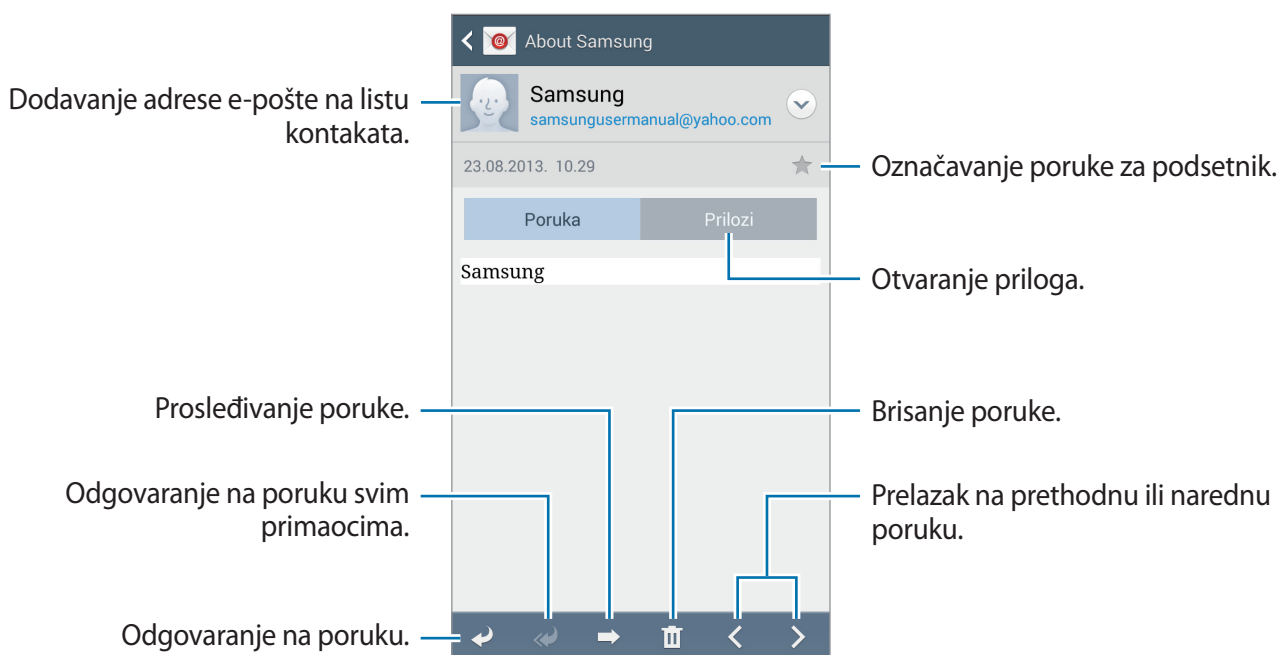 About Samsung
Dodavanje adrese e-pošte na listu
kontakata.
Samsung
samsungusermanual@yahoo.com
23.08.2013. 10.29
Označavanje poruke za podsetnik.
Poruka
Prilozi
Samsung
Otvaranje priloga.
Prosleđivanje poruke.
Brisanje poruke.
Odgovaranje na poruku svim
primaocima.
Prelazak na prethodnu ili narednu
poruku.
Odgovaranje na poruku.